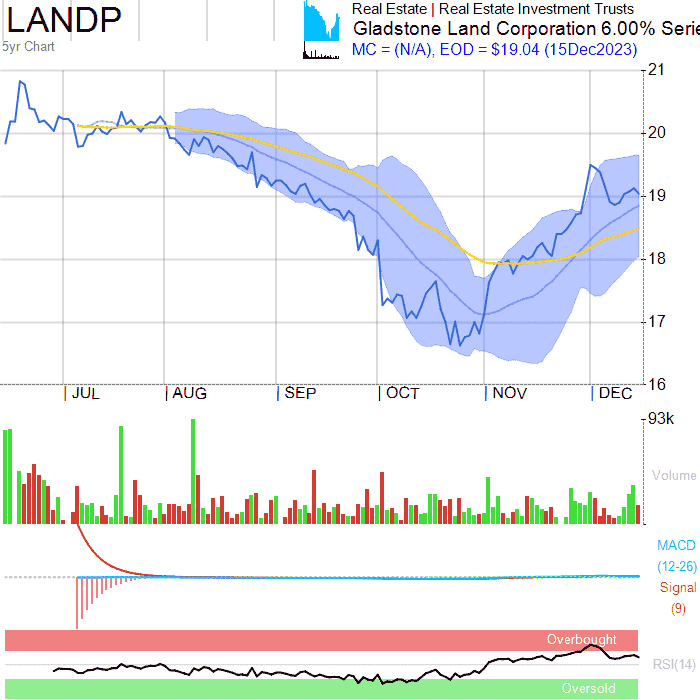 LANDP
5yr Chart
Real Estate | Real Estate Investment Trusts
Gladstone Land Corporation 6.00% Serie
MC = (N/A), EOD = $19.04 (15Dec2023)
21
20
19
18
17
16
JUL AUG SEP OCT NOV DEC
93k
Volume
MACD
(12-26)
Signal
(9)
Overbought
RSI(14)
Oversold